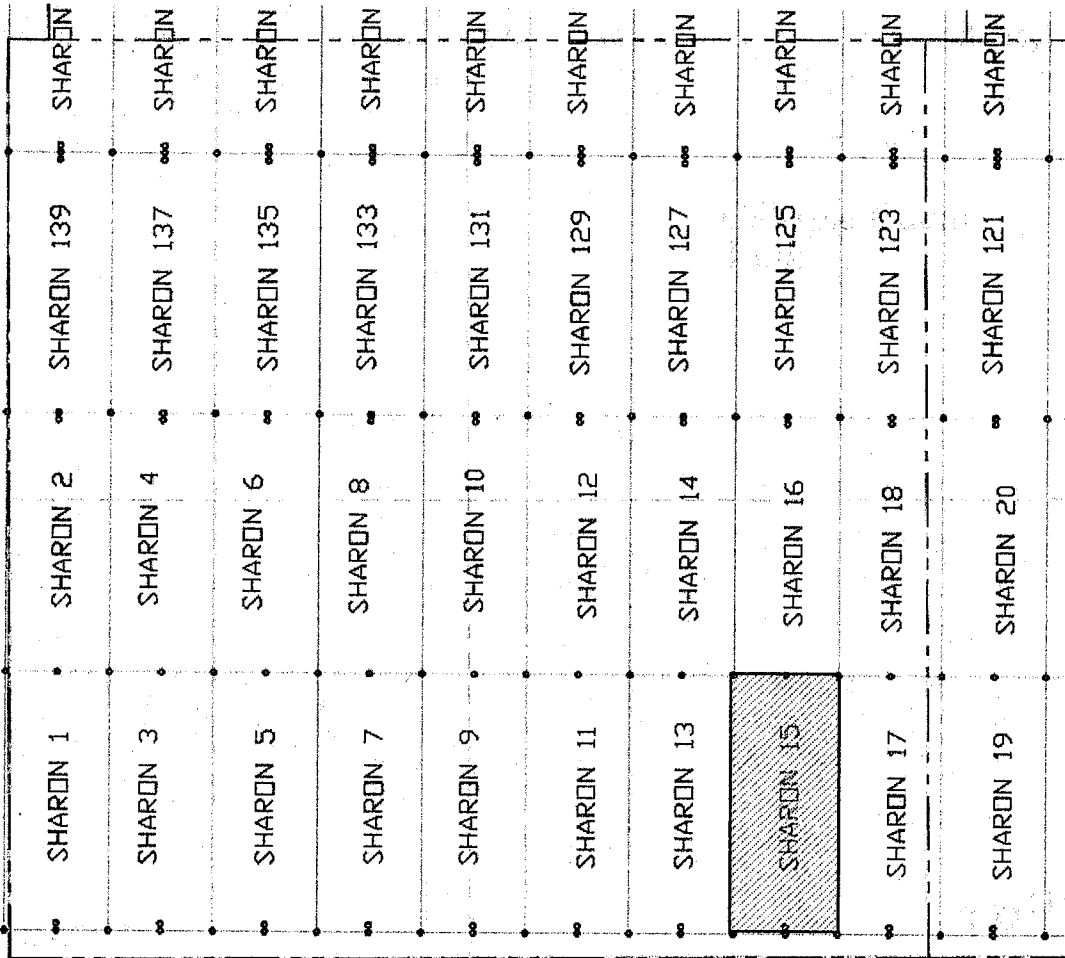 SHARON
SHARON
SHARON
SHARON
SHARON
SHARON
SHARON
SHARON
SHARON
SHARON
SHARON 139
SHARON 137
SHARON 135
SHARON 133
SHARON 131
SHARON 129
SHARON 127
SHARON 125
SHARON 123
SHARON 121
SHARON 2
SHARON 4
SHARON 6
SHARON 8
SHARON 10
SHARON 12
SHARON 14
SHARON 16
SHARON 18
SHARON 20
SHARON 1
SHARON 3
SHARON 5
SHARON 7
SHARON 9
SHARON 11
SHARON 13
SHARON 15
SHARON 17
SHARON 19